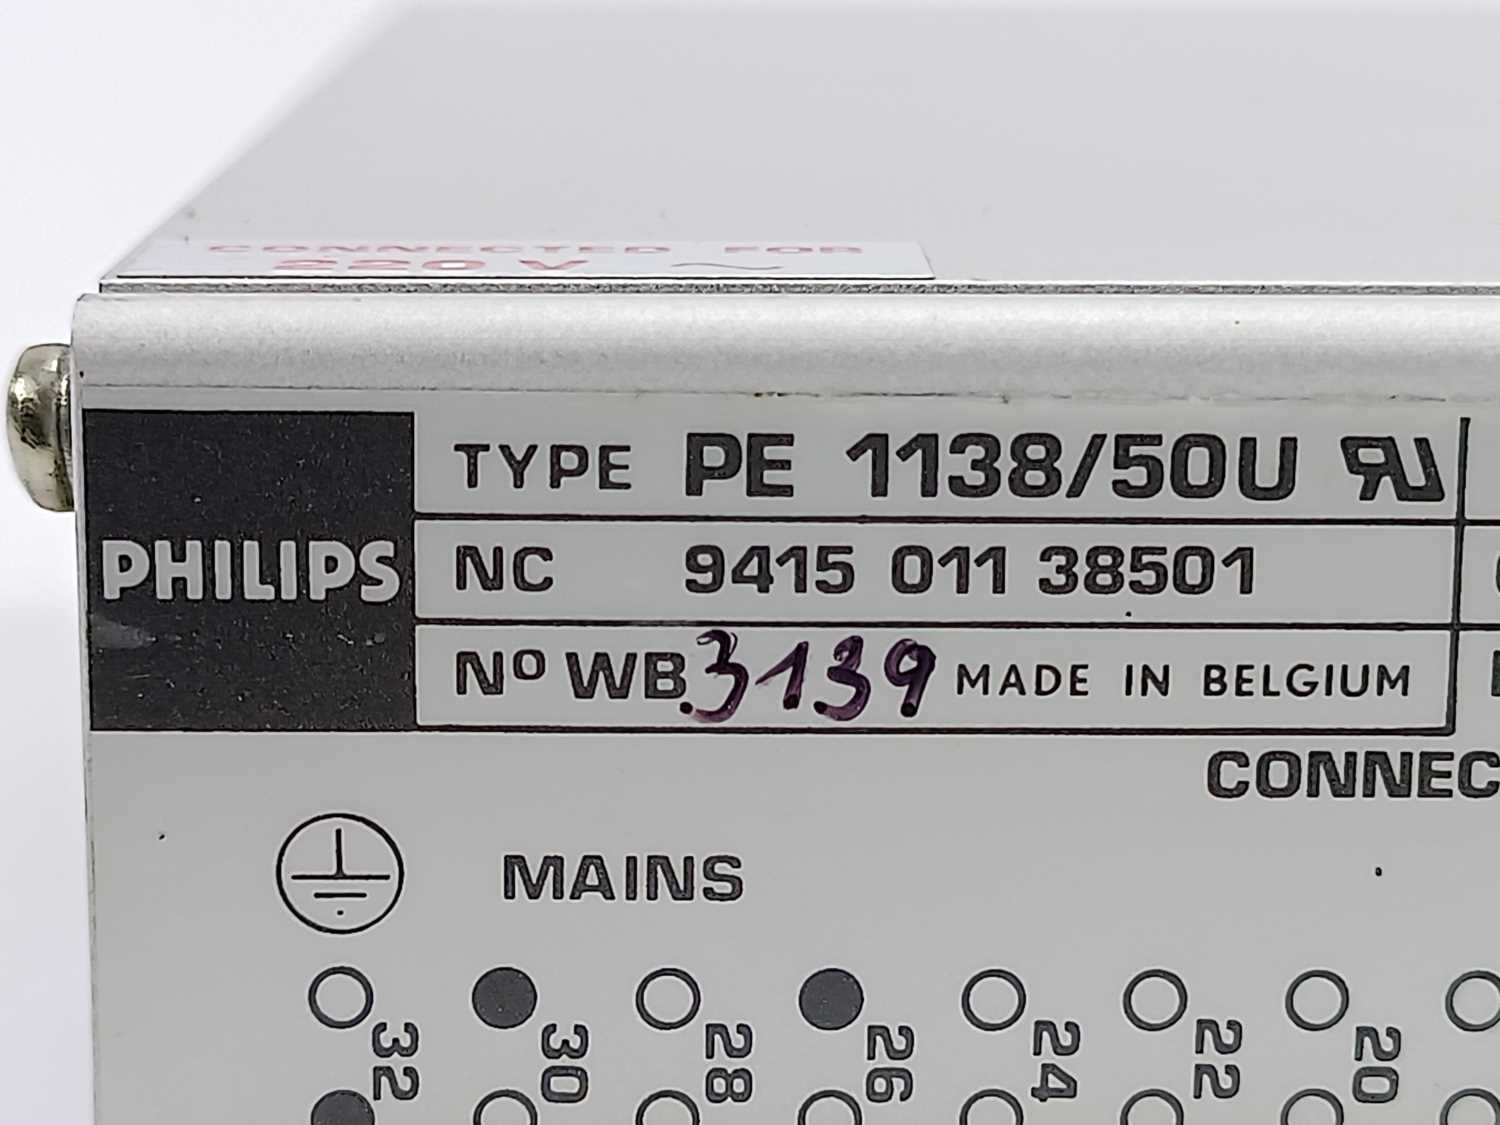 CONNECTED FOR
220 V ~
PHILIPS
TYPE PE 1138/50U
NC 9415 011 38501
Nº WB 3139 MADE IN BELGIUM
CONNEC
MAINS
32 30 28 26 24 22 20